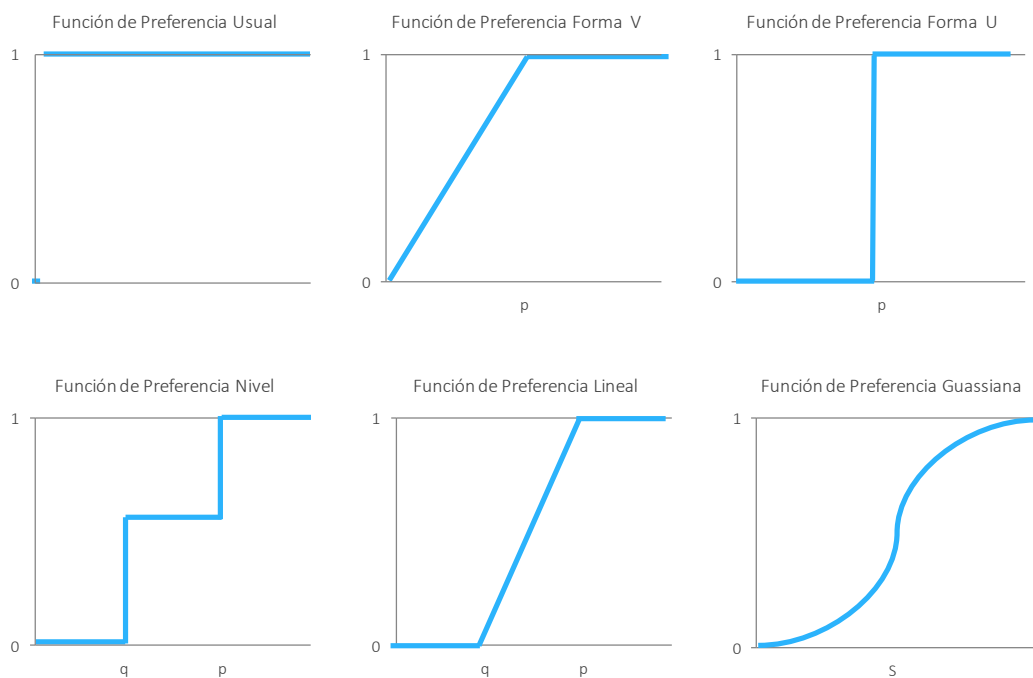 Función de Preferencia Usual
1
0
Función de Preferencia Forma V
1
0
p
Función de Preferencia Forma U
1
0
p
Función de Preferencia Nivel
1
0
q p
Función de Preferencia Lineal
1
0
q p
Función de Preferencia Guassiana
1
0
S